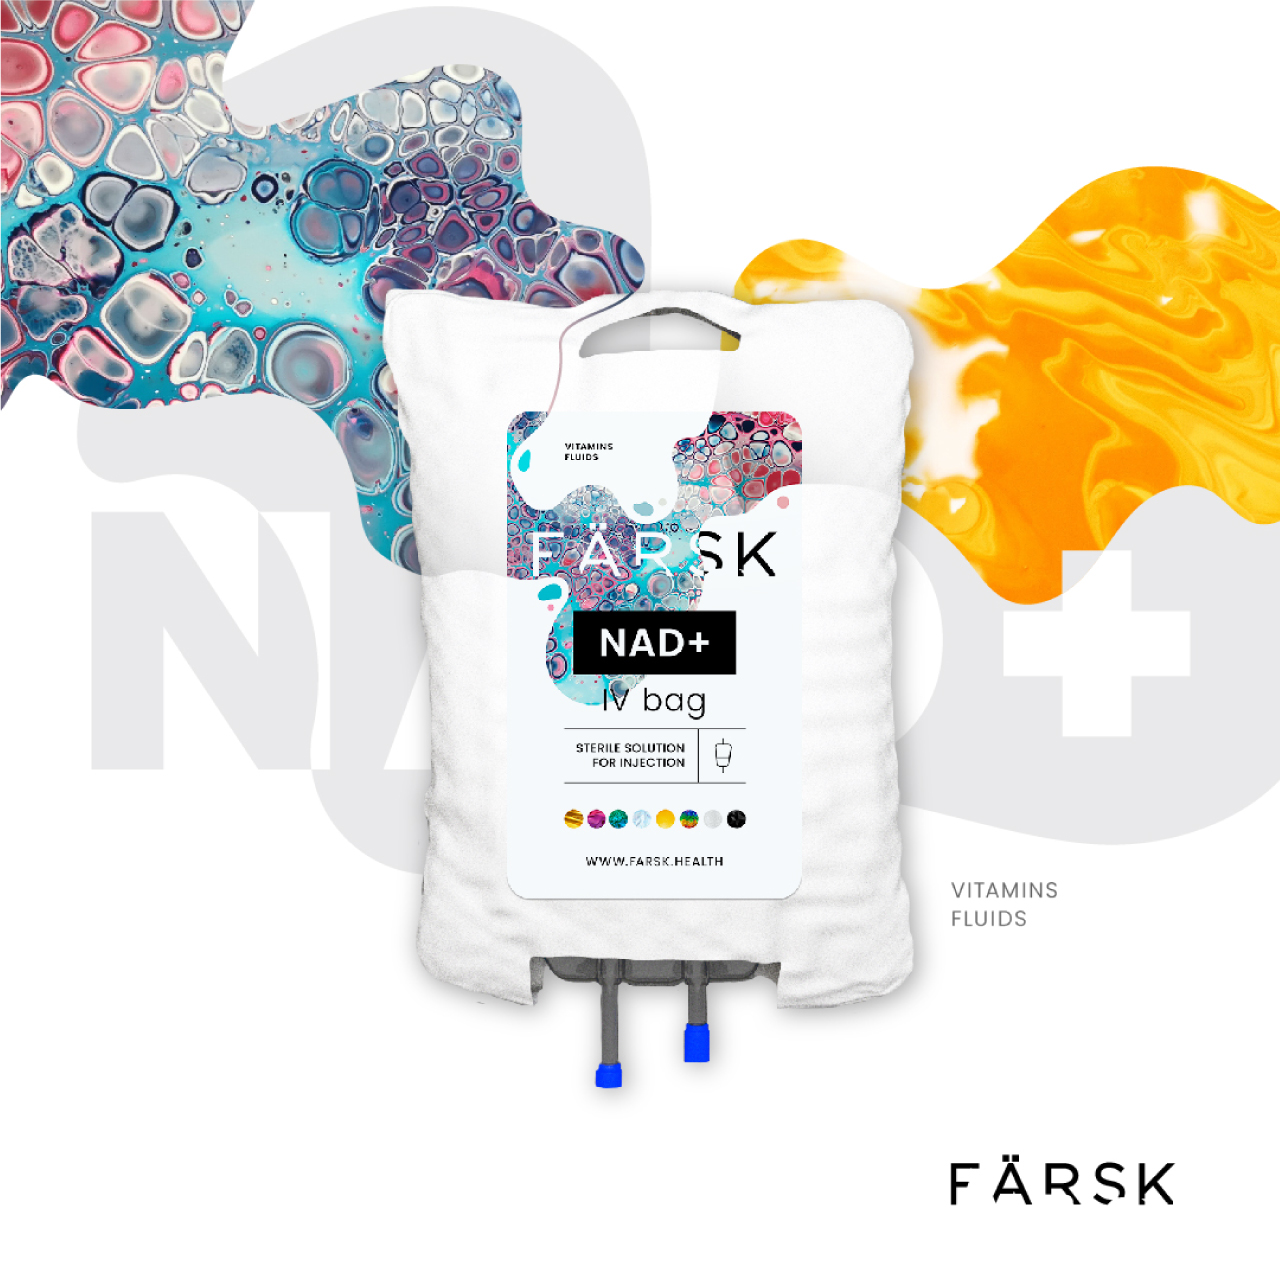 NAD+
VITAMINS
FLUIDS
FÄRSK
NAD+
IV bag
STERILE SOLUTION
FOR INJECTION
WWW.FARSK.HEALTH
VITAMINS
FLUIDS
FÄRSK